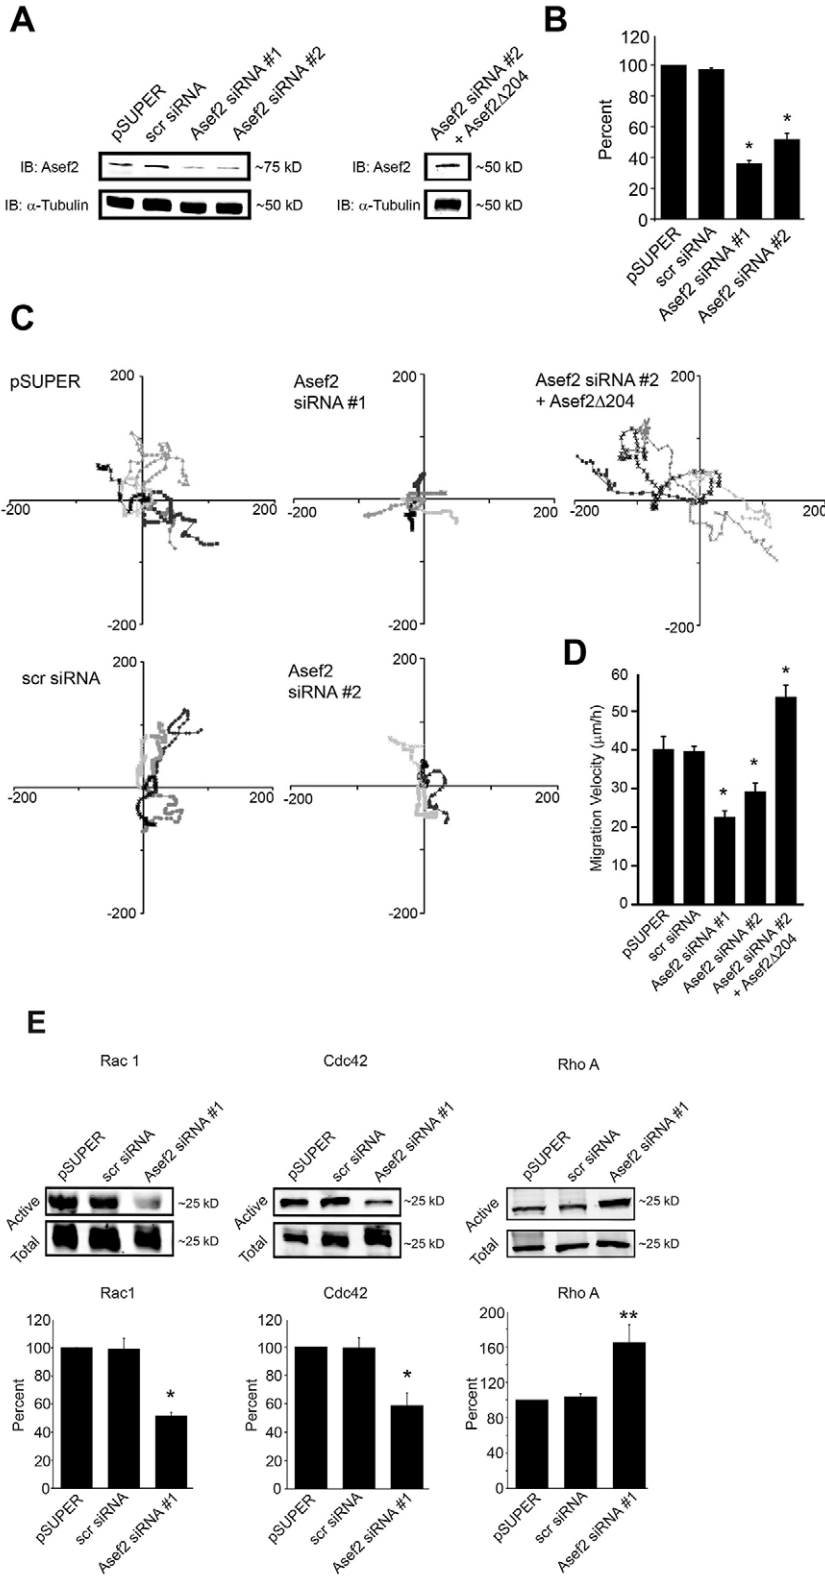 A
pSUPER
scr siRNA
Asef2 siRNA #1
Asef2 siRNA #2
IB: Asef2
~75 kD
IB: α-Tubulin
~50 kD
Asef2 siRNA #2
+ Asef2Δ204
IB: Asef2
~50 kD
IB: α-Tubulin
~50 kD
B
Percent
120
100
80
60
40
20
0
*
*
pSUPER
scr siRNA
Asef2 siRNA #1
Asef2 siRNA #2
C
pSUPER
200
-200
200
-200
Asef2
siRNA #1
200
-200
200
-200
Asef2 siRNA #2
+ Asef2Δ204
200
-200
200
-200
scr siRNA
200
-200
200
-200
Asef2
siRNA #2
200
-200
200
-200
D
Migration Velocity (μm/h)
60
50
40
30
20
10
0
*
*
*
pSUPER
scr siRNA
Asef2 siRNA #1
Asef2 siRNA #2
Asef2 siRNA #2
+ Asef2Δ204
E
Rac 1
pSUPER
scr siRNA
Asef2 siRNA #1
Active
~25 kD
Total
~25 kD
Cdc42
pSUPER
scr siRNA
Asef2 siRNA #1
Active
~25 kD
Total
~25 kD
Rho A
pSUPER
scr siRNA
Asef2 siRNA #1
Active
~25 kD
Total
~25 kD
Rac1
Percent
120
100
80
60
40
20
0
*
pSUPER
scr siRNA
Asef2 siRNA #1
Cdc42
Percent
120
100
80
60
40
20
0
*
pSUPER
scr siRNA
Asef2 siRNA #1
Rho A
Percent
200
160
120
80
40
0
**
pSUPER
scr siRNA
Asef2 siRNA #1